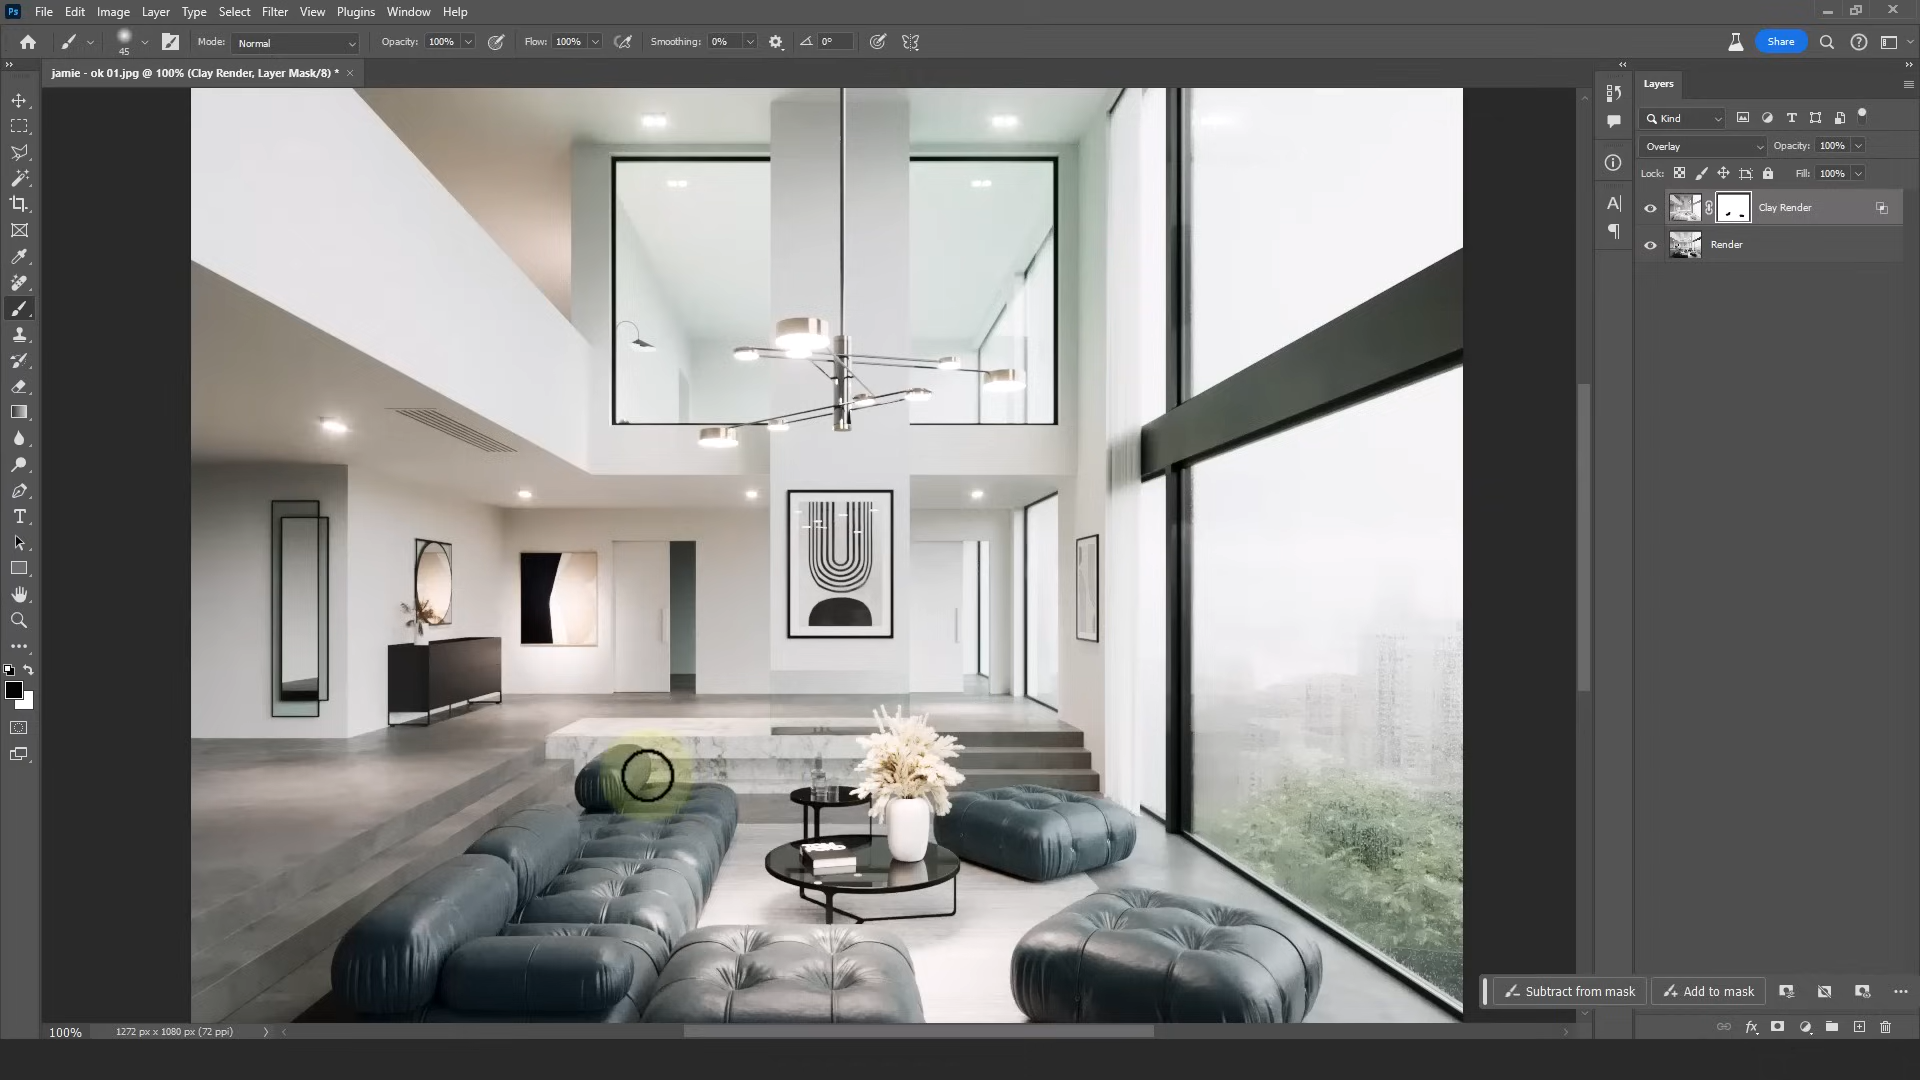 Ps File Edit Image Layer Type Select Filter View Plugins Window Help
45 Mode: Normal Opacity: 100% Flow: 100% Smoothing: 0% 0° Share
jamie - ok 01.jpg @ 100% (Clay Render, Layer Mask/8) * ×
Layers
Kind
Overlay Opacity: 100%
Lock: Fill: 100%
Clay Render
Render
Subtract from mask Add to mask
100% 1272 px x 1080 px (72 ppi)